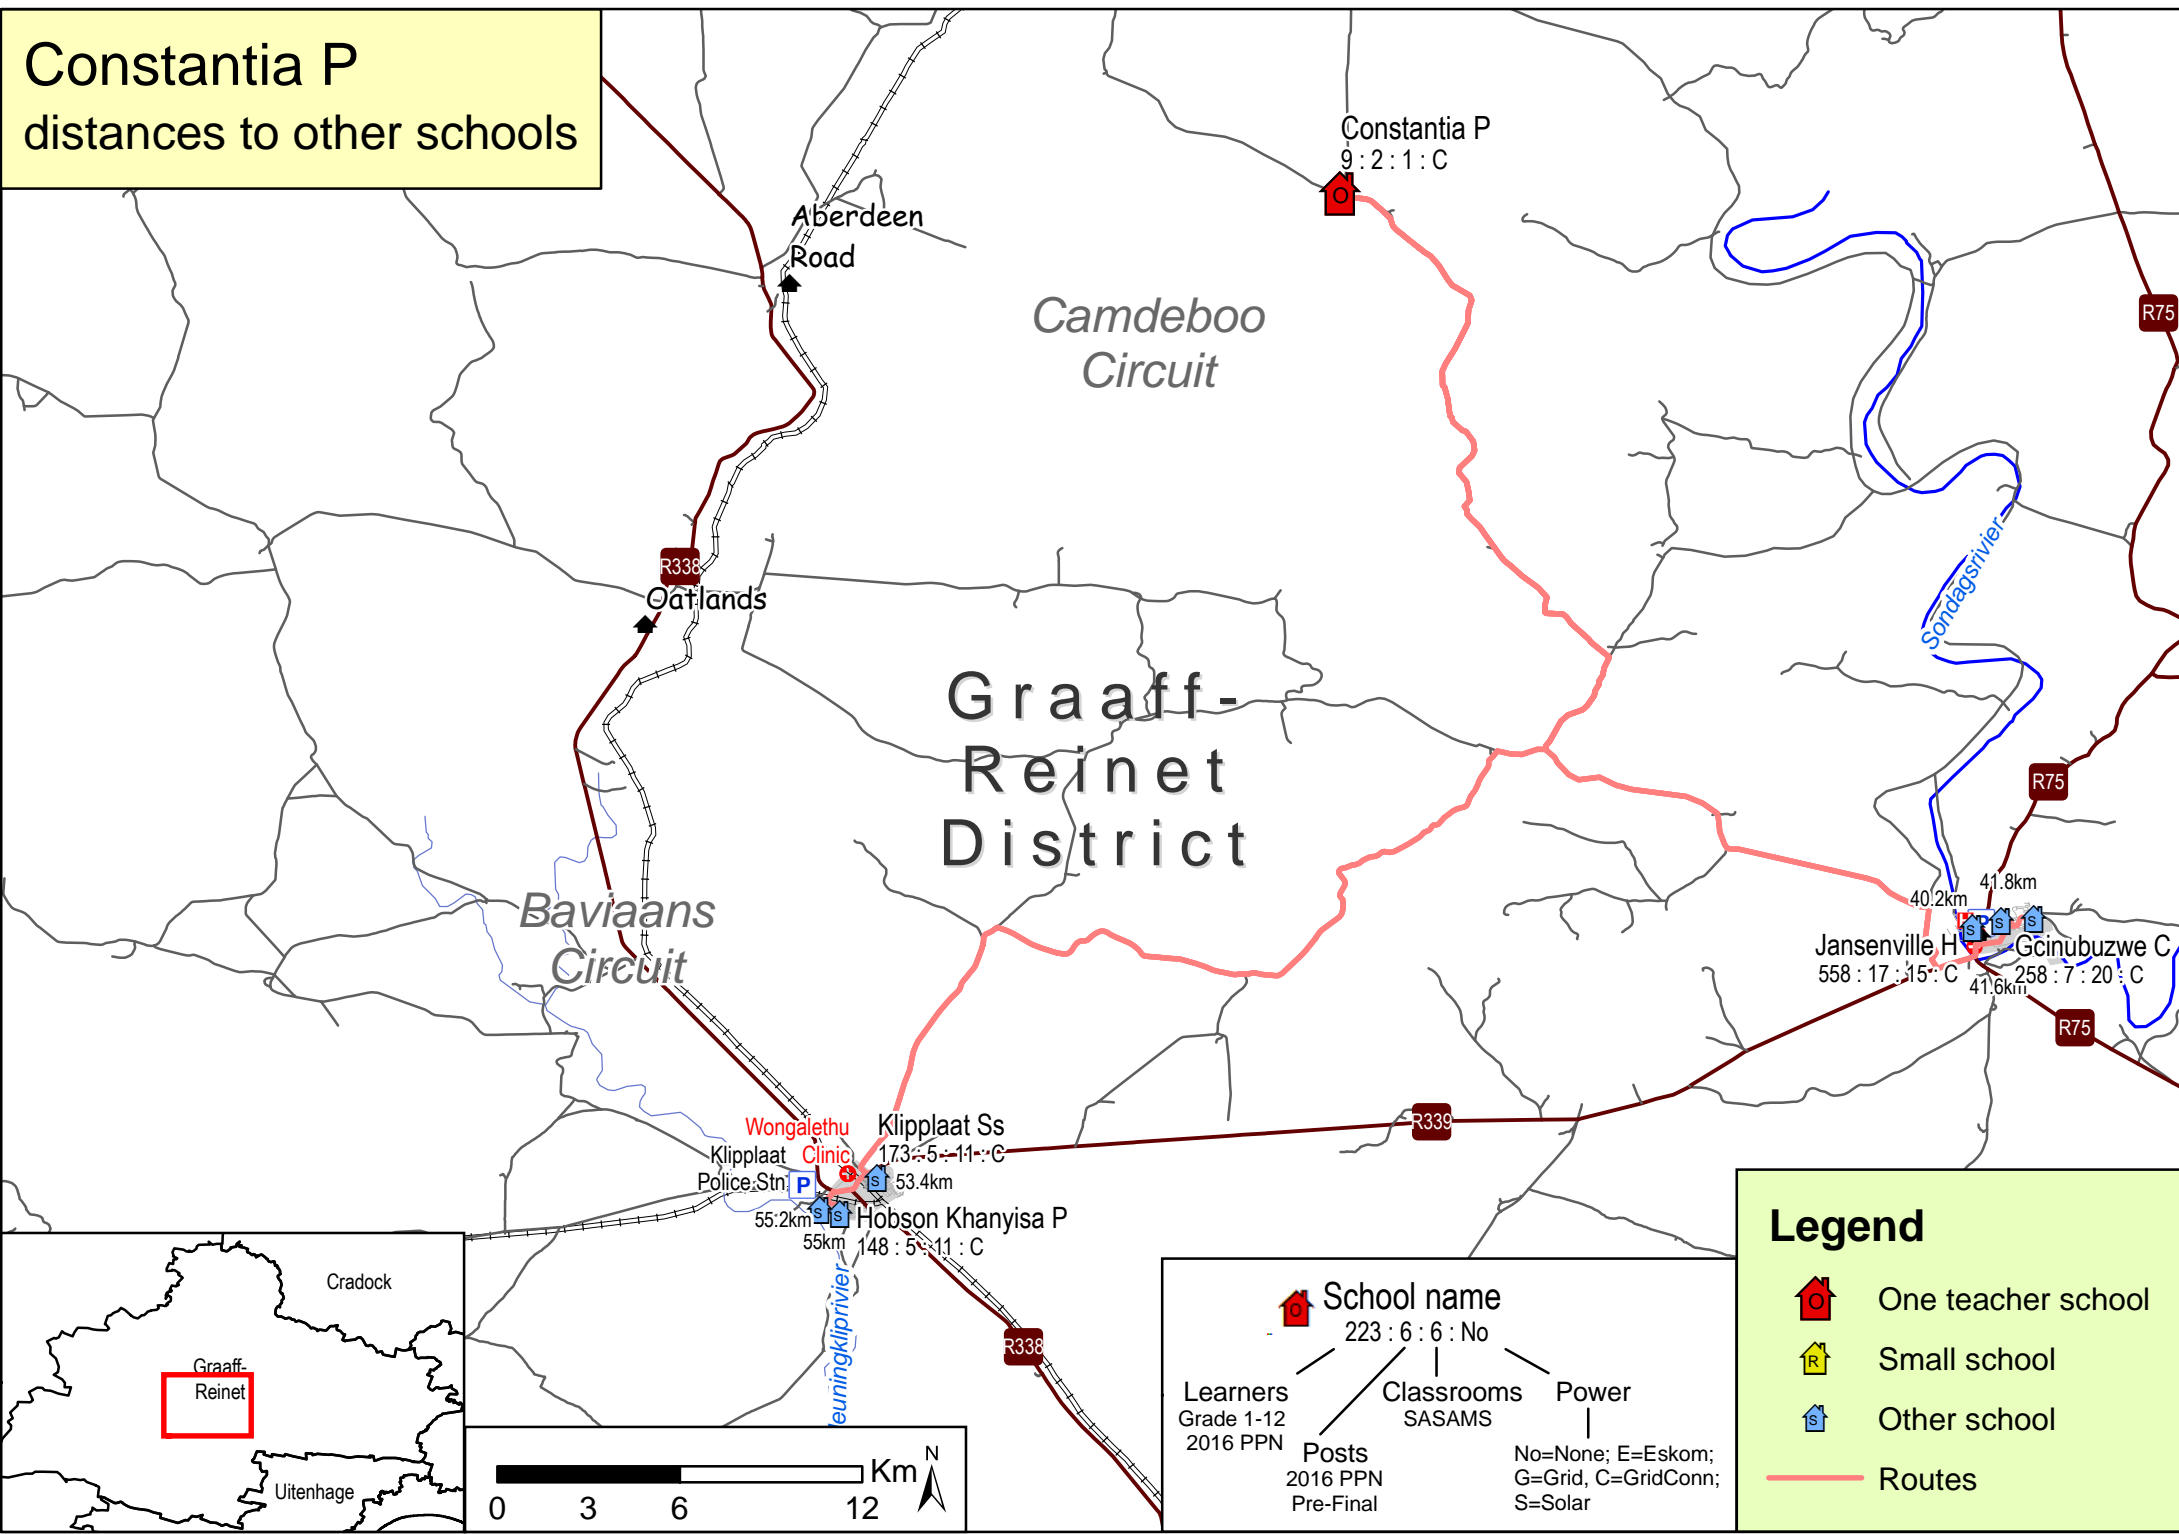 Constantia P
distances to other schools
Constantia P
9 : 2 : 1 : C
Aberdeen
Road
Camdeboo
Circuit
R75
R338
Oatlands
Sondagsrivier
Graaff-
Reinet
District
R75
Baviaans
Circuit
41.8km
40.2km
P
S
S
S
Jansenville H
558 : 17 : 15 : C
Gcinubuzwe C
258 : 7 : 20 : C
41.6km
R75
R339
Wongalethu
Clinic
Klipplaat Ss
173 : 5 : 11 : C
Klipplaat
Police Stn
P
S
53.4km
55.2km
S
S
Hobson Khanyisa P
148 : 5 : 11 : C
55km
euningkliprivier
R338
Cradock
Graaff-
Reinet
Uitenhage
Km
N
0 3 6 12
O
School name
223 : 6 : 6 : No
Learners
Grade 1-12
2016 PPN
Posts
2016 PPN
Pre-Final
Classrooms
SASAMS
Power
No=None; E=Eskom;
G=Grid, C=GridConn;
S=Solar
Legend
O One teacher school
R Small school
S Other school
Routes